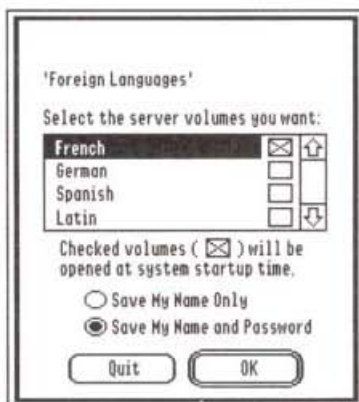 'Foreign Languages'
Select the server volumes you want:
French
German
Spanish
Latin
Checked volumes ( ☒ ) will be
opened at system startup time.
Save My Name Only
Save My Name and Password
Quit
OK